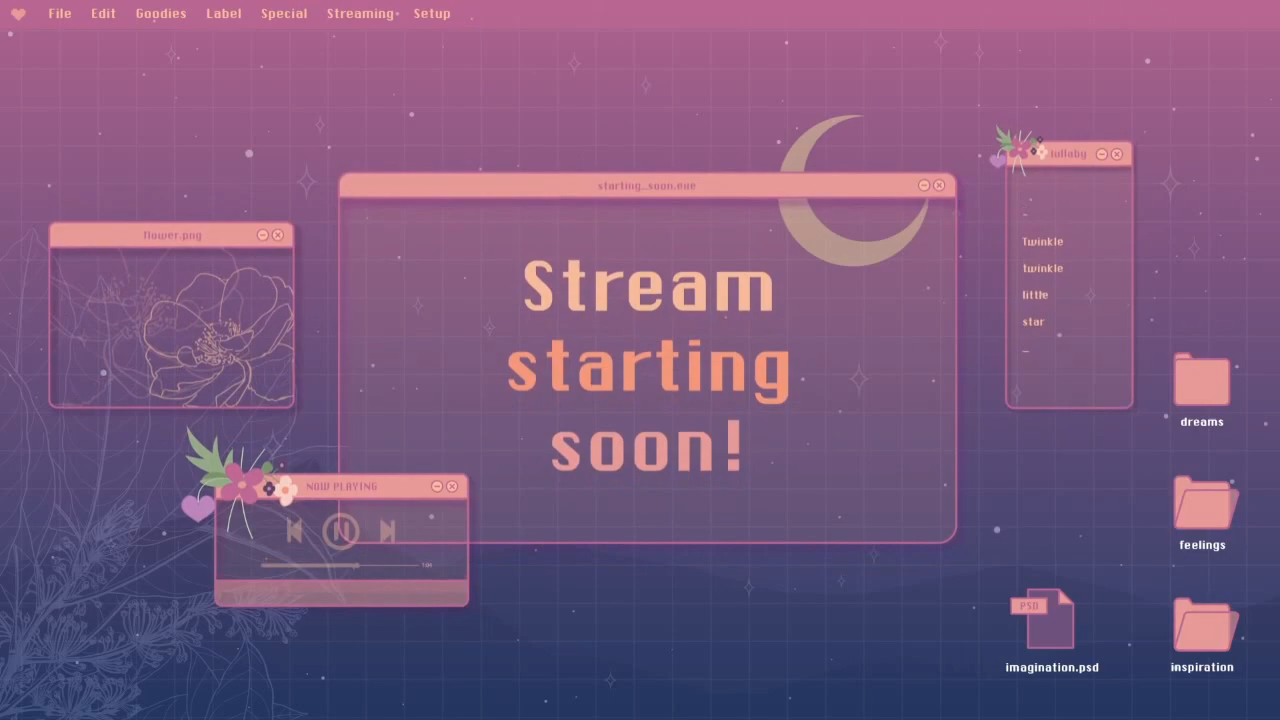 File Edit Goodies Label Special Streaming Setup
lullaby
starting_soon.exe
flower.png
Stream
starting
soon!
Twinkle
twinkle
little
star
dreams
NOW PLAYING
feelings
PSD
imagination.psd
inspiration